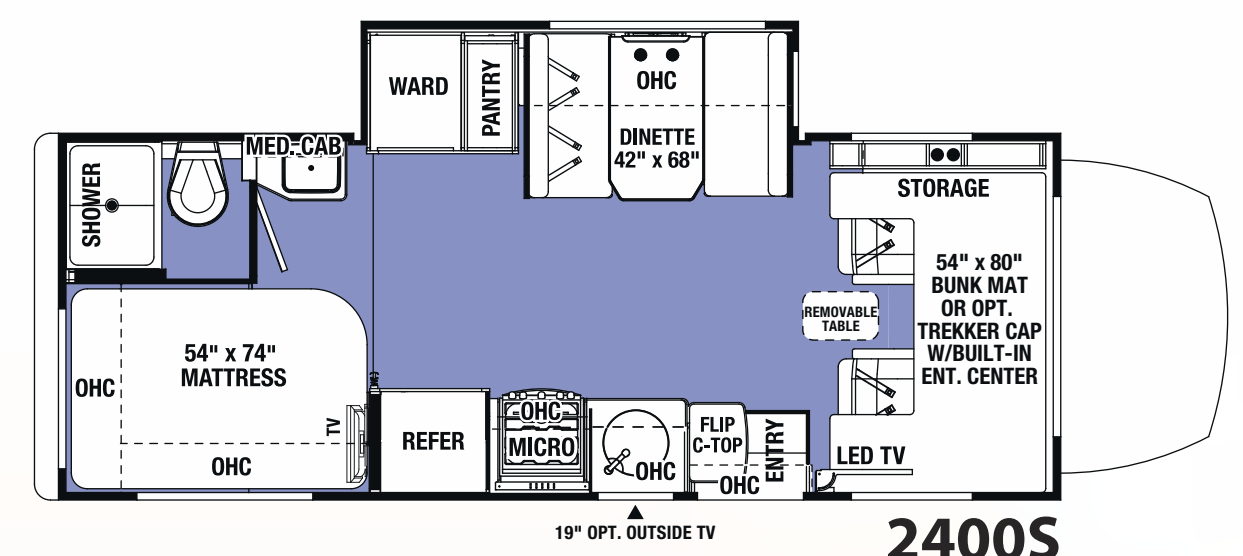 WARD
PANTRY
OHC
DINETTE
42" x 68"
MED. CAB
SHOWER
STORAGE
54" x 80"
BUNK MAT
OR OPT.
TREKKER CAP
W/BUILT-IN
ENT. CENTER
REMOVABLE
TABLE
54" x 74"
MATTRESS
OHC
OHC
TV
REFER
OHC
MICRO
OHC
FLIP
C-TOP
ENTRY
OHC
LED TV
19" OPT. OUTSIDE TV
2400S